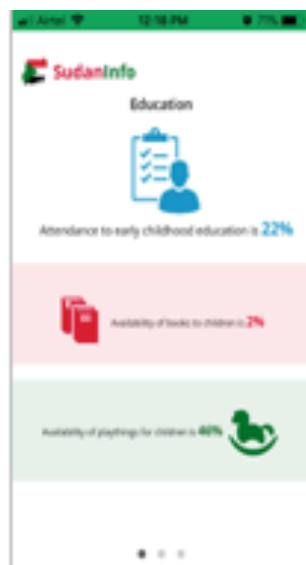 Airtel 12:18 PM 71%
SudanInfo
Education
Attendance to early childhood education is 22%
Availability of books to children is 2%
Availability of playthings for children is 46%